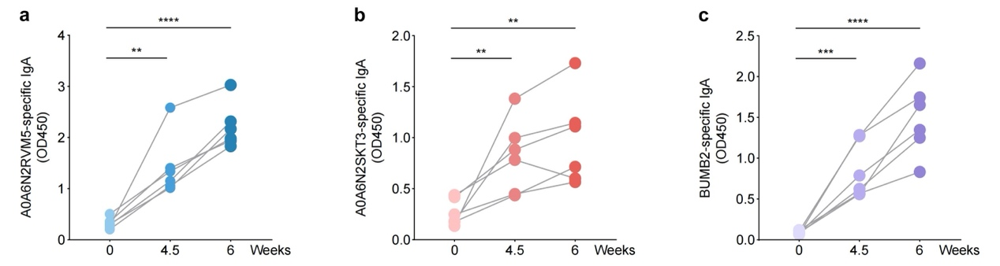 a
A0A6N2RVM5-specific IgA
(OD450)
4
3
2
1
0
****
**
0 4.5 6 Weeks
b
A0A6N2SKT3-specific IgA
(OD450)
2.0
1.5
1.0
0.5
0.0
**
**
0 4.5 6 Weeks
c
BUMB2-specific IgA
(OD450)
2.5
2.0
1.5
1.0
0.5
0.0
****
***
0 4.5 6 Weeks